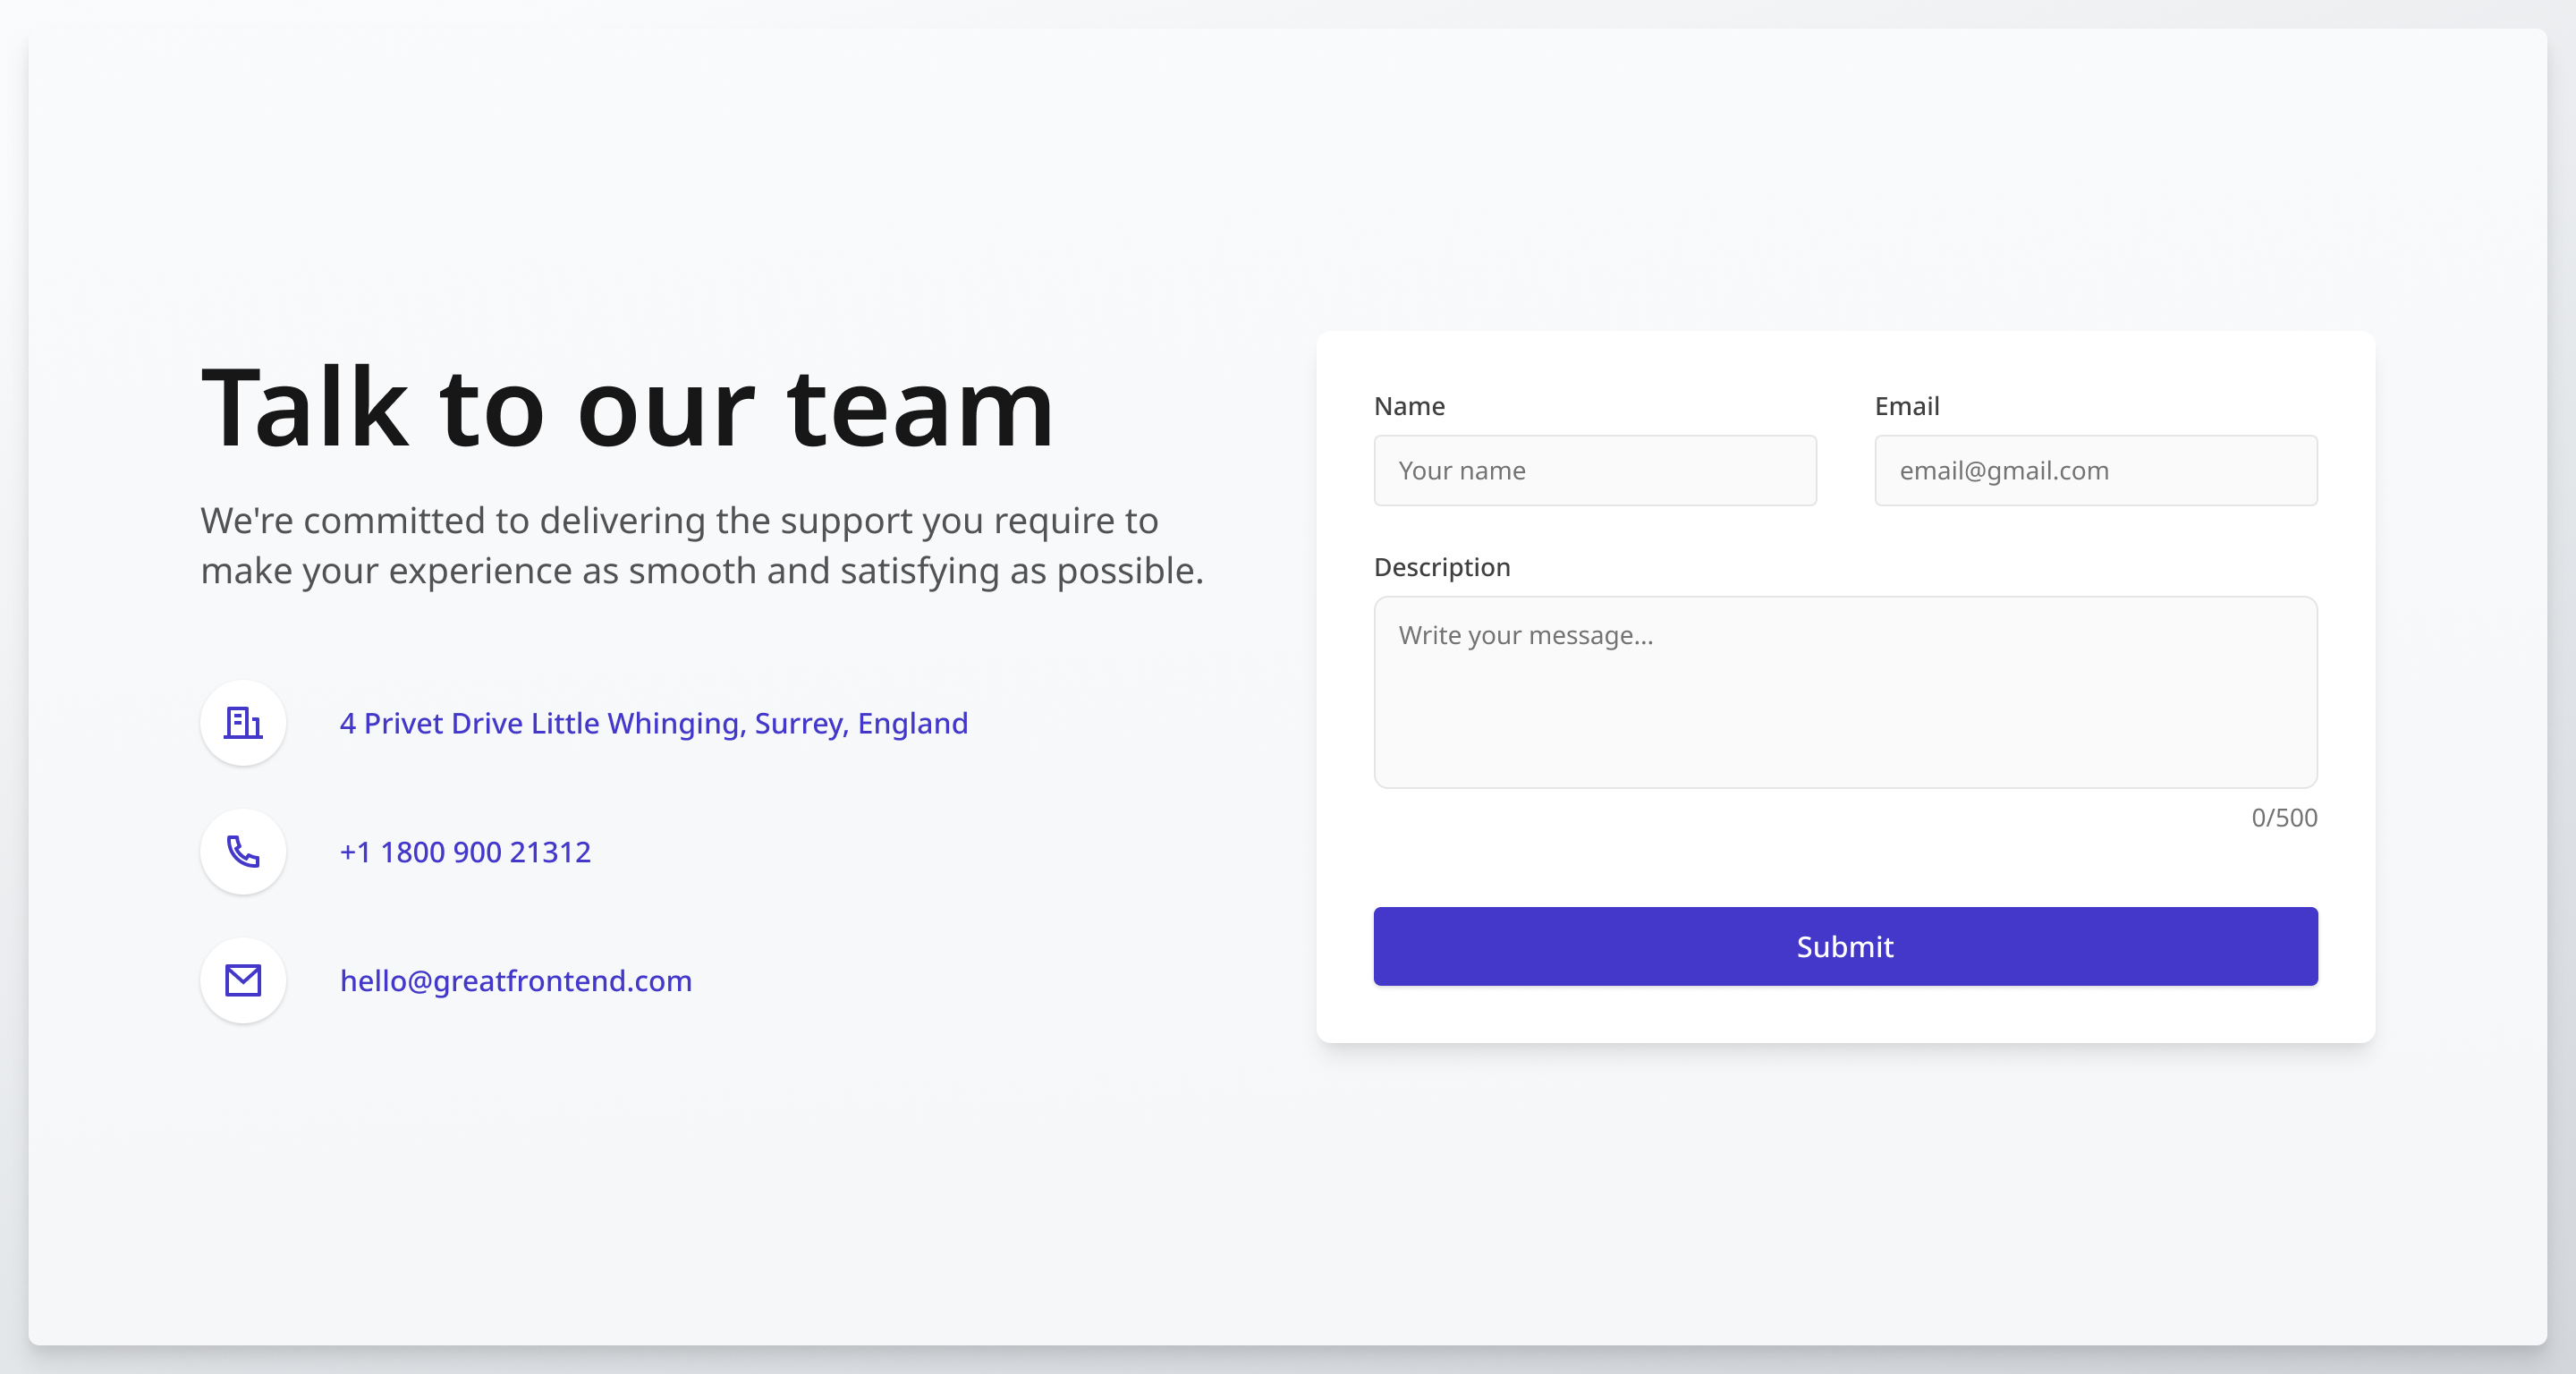 Talk to our team
We're committed to delivering the support you require to
make your experience as smooth and satisfying as possible.
4 Privet Drive Little Whinging, Surrey, England
+1 1800 900 21312
hello@greatfrontend.com
Name
Your name
Email
email@gmail.com
Description
Write your message...
0/500
Submit